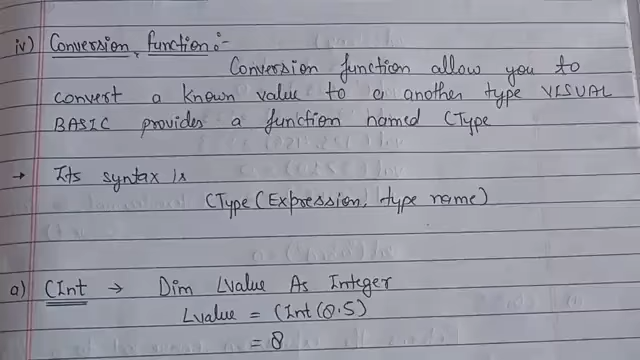 iv) Conversion function :-
Conversion function allow you to
convert a known value to a another type VISUAL
BASIC provides a function named CType
→ Its syntax is
CType (Expression, type name)
a) CInt → Dim Lvalue As Integer
Lvalue = CInt (8.5)
= 8